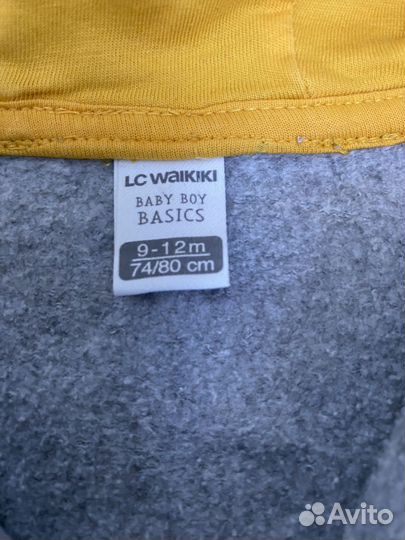 LC WAIKIKI
BABY BOY
BASICS
9-12m
74/80 cm
Avito